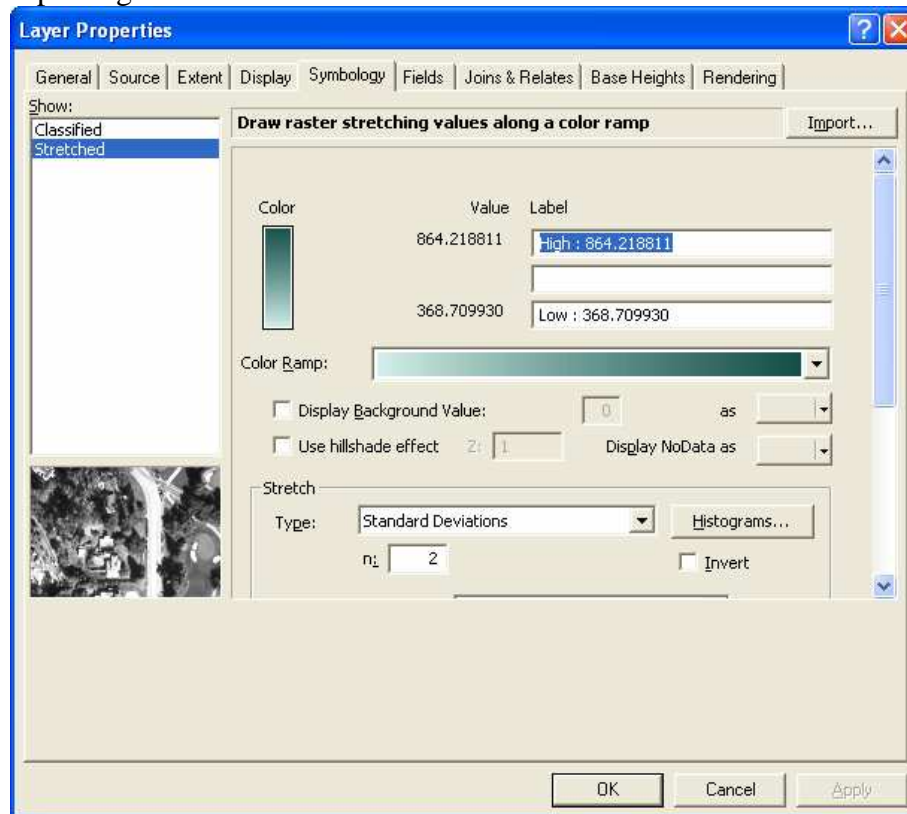 Layer Properties
General Source Extent Display Symbology Fields Joins & Relates Base Heights Rendering
Show:
Classified
Stretched
Draw raster stretching values along a color ramp
Import...
Color Value Label
864.218811 High : 864.218811
368.709930 Low : 368.709930
Color Ramp:
Display Background Value: 0 as
Use hillshade effect Z: 1 Display NoData as
Stretch
Type: Standard Deviations Histograms...
n: 2 Invert
OK Cancel Apply